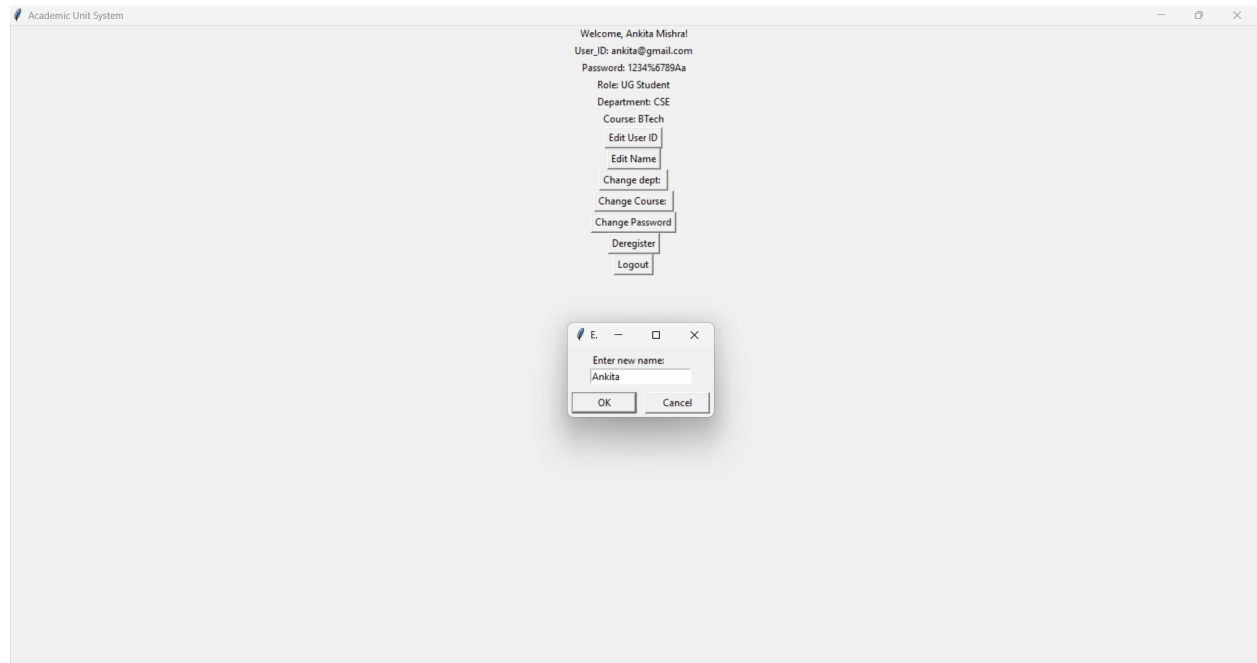 Academic Unit System
Welcome, Ankita Mishra!
User_ID: ankita@gmail.com
Password: 1234%6789Aa
Role: UG Student
Department: CSE
Course: BTech
Edit User ID
Edit Name
Change dept:
Change Course:
Change Password
Deregister
Logout
E.
Enter new name:
Ankita
OK Cancel